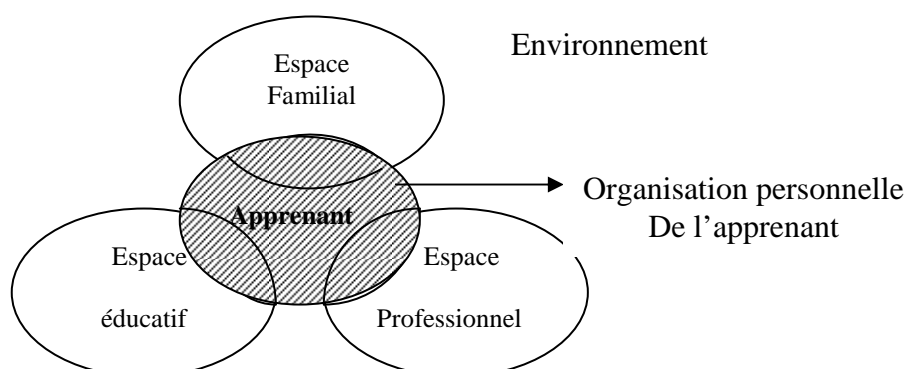 Environnement
Espace
Familial
Organisation personnelle
De l’apprenant
Apprenant
Espace
éducatif
Espace
Professionnel